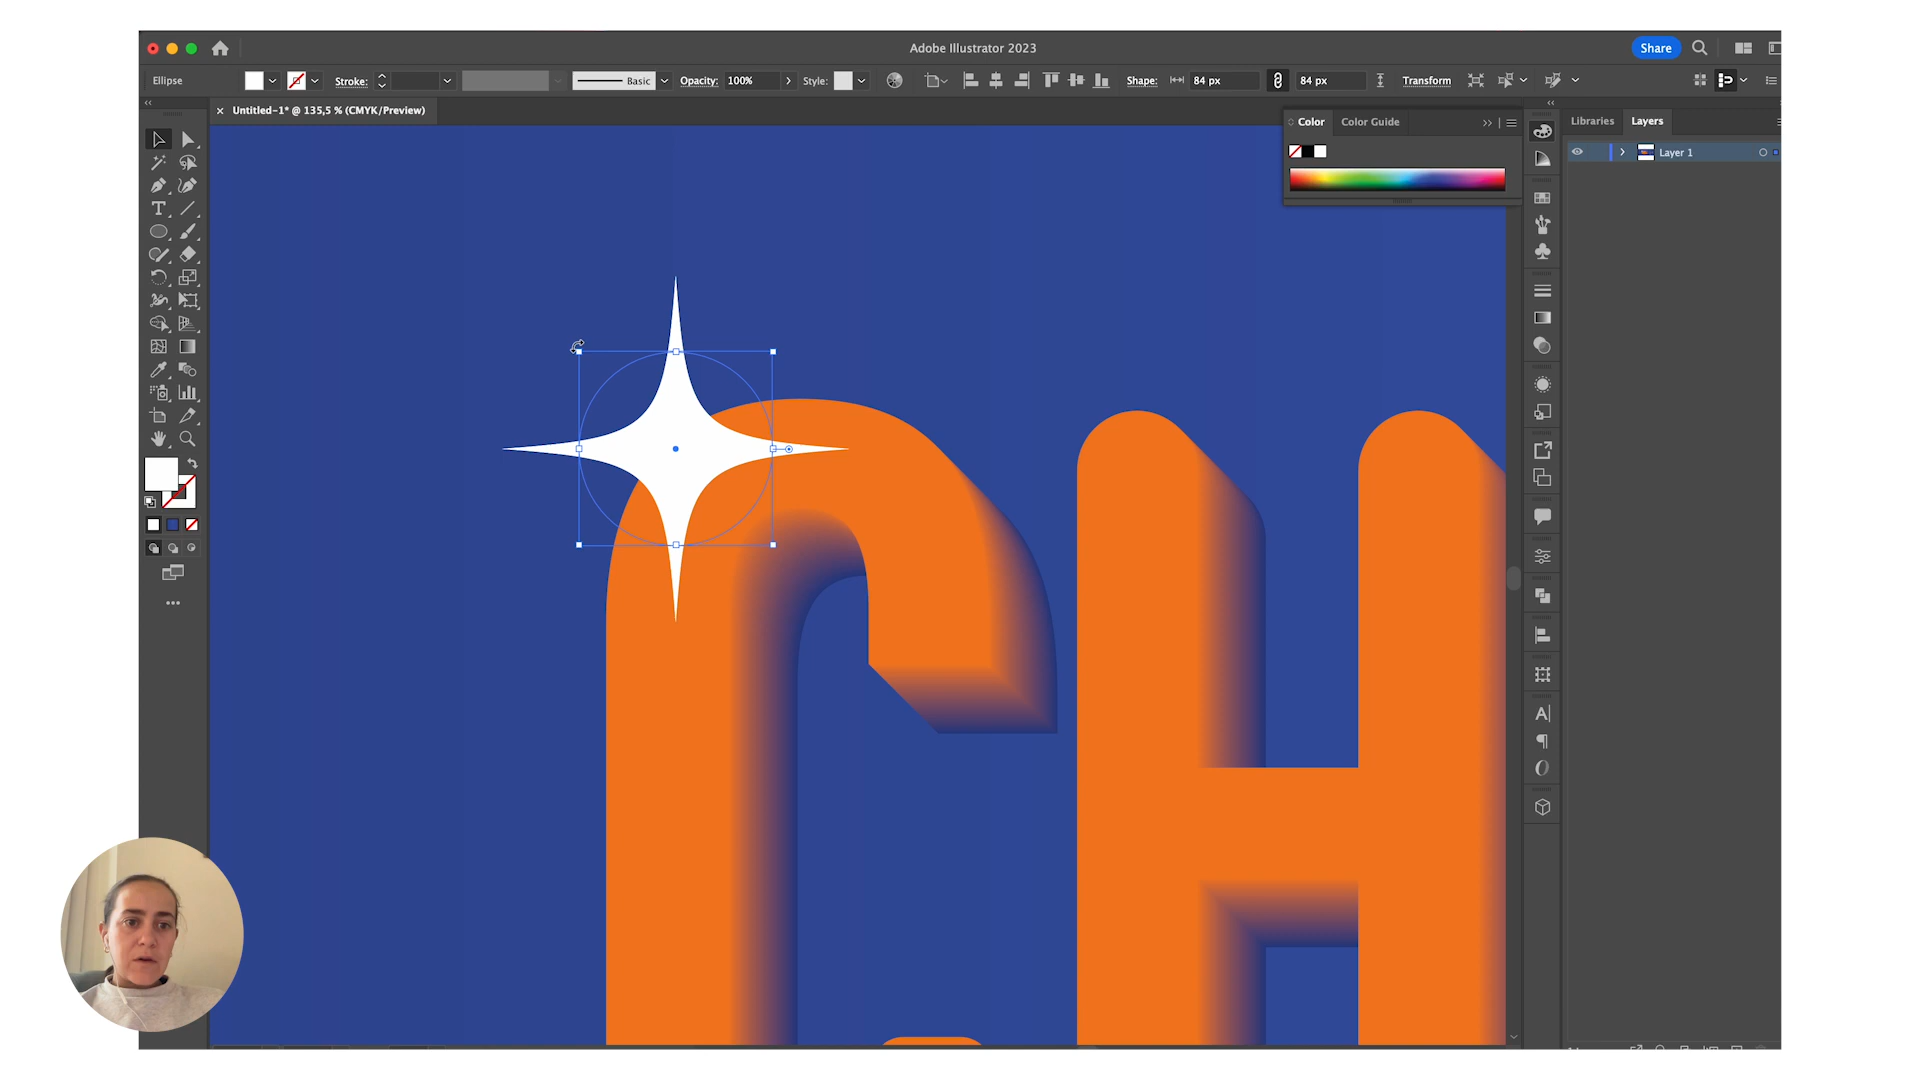 Adobe Illustrator 2023
Share
Ellipse
Stroke:
Basic
Opacity:
100%
Style:
Shape:
84 px
84 px
Transform
× Untitled-1* @ 135,5 % (CMYK/Preview)
Color
Color Guide
Libraries
Layers
Layer 1
CH